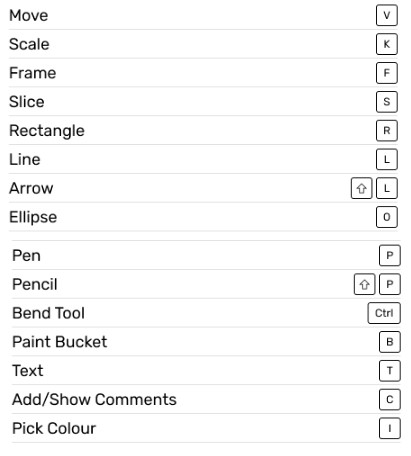 Move V
Scale K
Frame F
Slice S
Rectangle R
Line L
Arrow ⇧ L
Ellipse O
Pen P
Pencil ⇧ P
Bend Tool Ctrl
Paint Bucket B
Text T
Add/Show Comments C
Pick Colour I